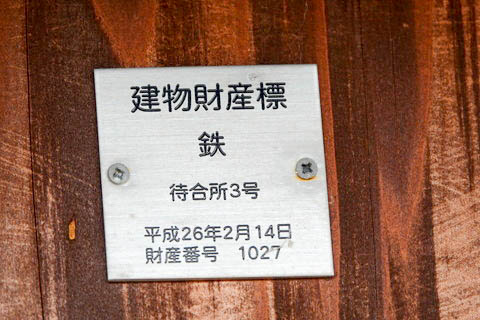 建物財産標
鉄
待合所3号
平成26年2月14日
財産番号 1027